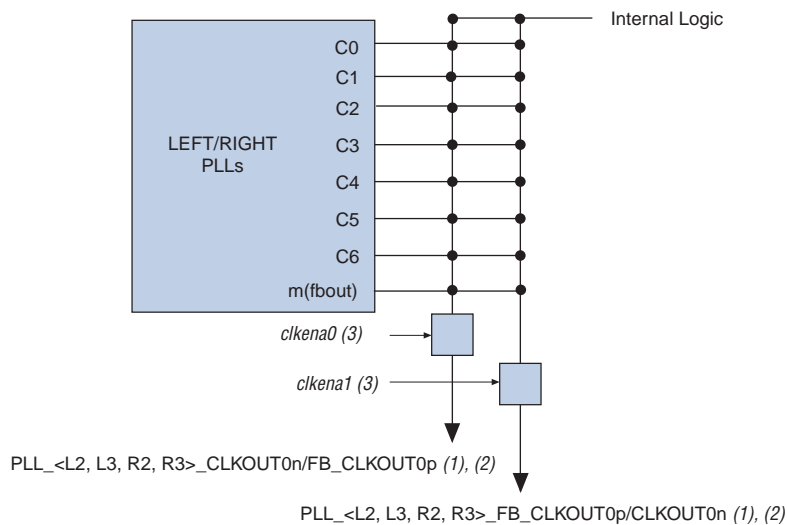 Internal Logic
C0
C1
C2
LEFT/RIGHT
PLLs
C3
C4
C5
C6
m(fbout)
clkena0 (3)
clkena1 (3)
PLL_<L2, L3, R2, R3>_CLKOUT0n/FB_CLKOUT0p (1), (2)
PLL_<L2, L3, R2, R3>_FB_CLKOUT0p/CLKOUT0n (1), (2)